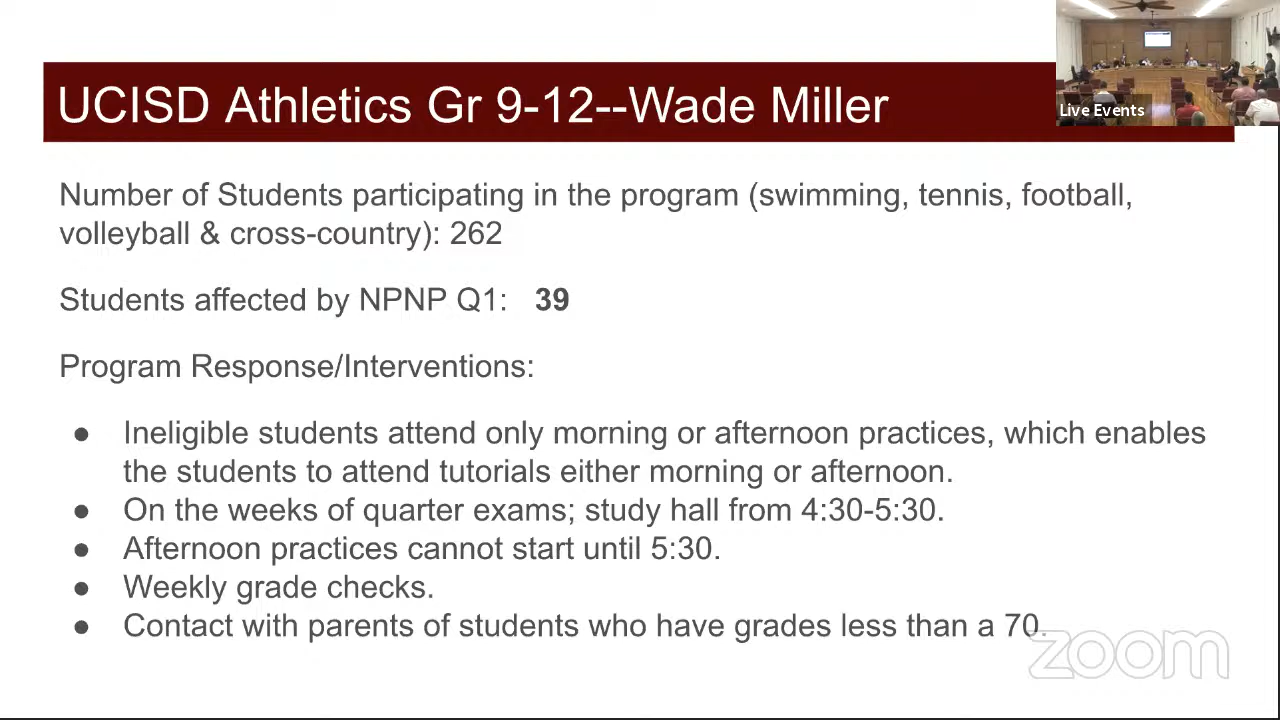 UCISD Athletics Gr 9-12--Wade Miller
Live Events
Number of Students participating in the program (swimming, tennis, football,
volleyball & cross-country): 262
Students affected by NPNP Q1: 39
Program Response/Interventions:
● Ineligible students attend only morning or afternoon practices, which enables
the students to attend tutorials either morning or afternoon.
● On the weeks of quarter exams; study hall from 4:30-5:30.
● Afternoon practices cannot start until 5:30.
● Weekly grade checks.
● Contact with parents of students who have grades less than a 70.
zoom